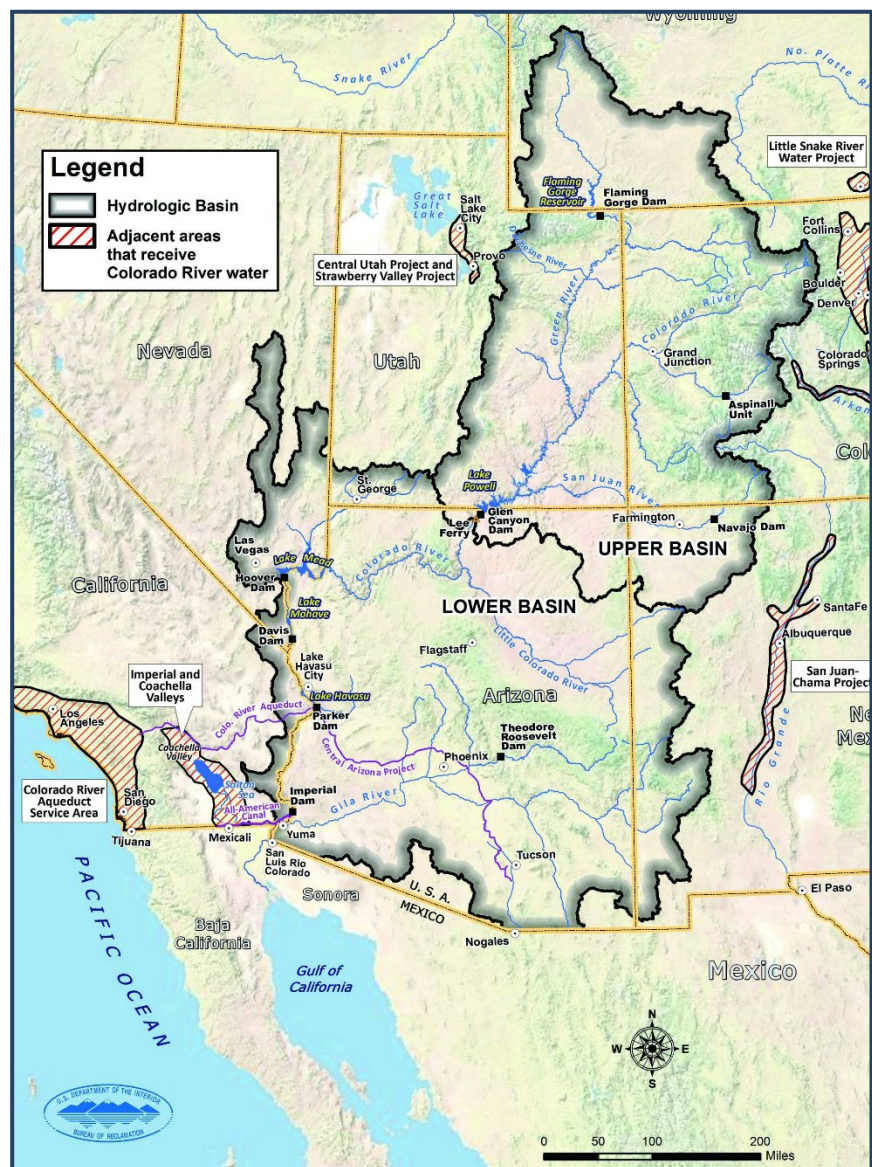 Wyoming
Snake River
No. Platte Riv
Legend
Hydrologic Basin
Adjacent areas
that receive
Colorado River water
Little Snake River
Water Project
Great
Salt
Lake
Salt
Lake
City
Flaming
Gorge
Reservoir
Flaming
Gorge Dam
Fort
Collins
Provo
Central Utah Project and
Strawberry Valley Project
Duchesne River
Green River
Colorado River
Boulder
Denver
Nevada
Utah
Grand
Junction
Colorado
Springs
Aspinall
Unit
Arkan
Colo
St.
George
Lake
Powell
San Juan River
Lee
Ferry
Glen
Canyon
Dam
Farmington
Navajo Dam
UPPER BASIN
Las
Vegas
Lake Mead
Colorado River
Hoover
Dam
California
LOWER BASIN
Lake
Mohave
SantaFe
Davis
Dam
Flagstaff
Little Colorado River
Albuquerque
Lake
Havasu
City
Imperial and
Coachella
Valleys
Lake Havasu
Arizona
San Juan-
Chama Project
Los
Angeles
Colo. River Aqueduct
Parker
Dam
Ne
Mex
Coachella
Valley
Central Arizona Project
Theodore
Roosevelt
Dam
Phoenix
Rio Grande
Colorado River
Aqueduct
Service Area
San
Diego
Salton
Sea
Imperial
Dam
Gila River
All-American
Canal
Tijuana
Mexicali
Yuma
San
Luis Rio
Colorado
Tucson
U. S. A.
MEXICO
Sonora
El Paso
Nogales
PACIFIC OCEAN
Baja
California
Gulf of
California
Mexico
N
W
E
S
U.S. DEPARTMENT OF THE INTERIOR
BUREAU OF RECLAMATION
0 50 100 200
Miles